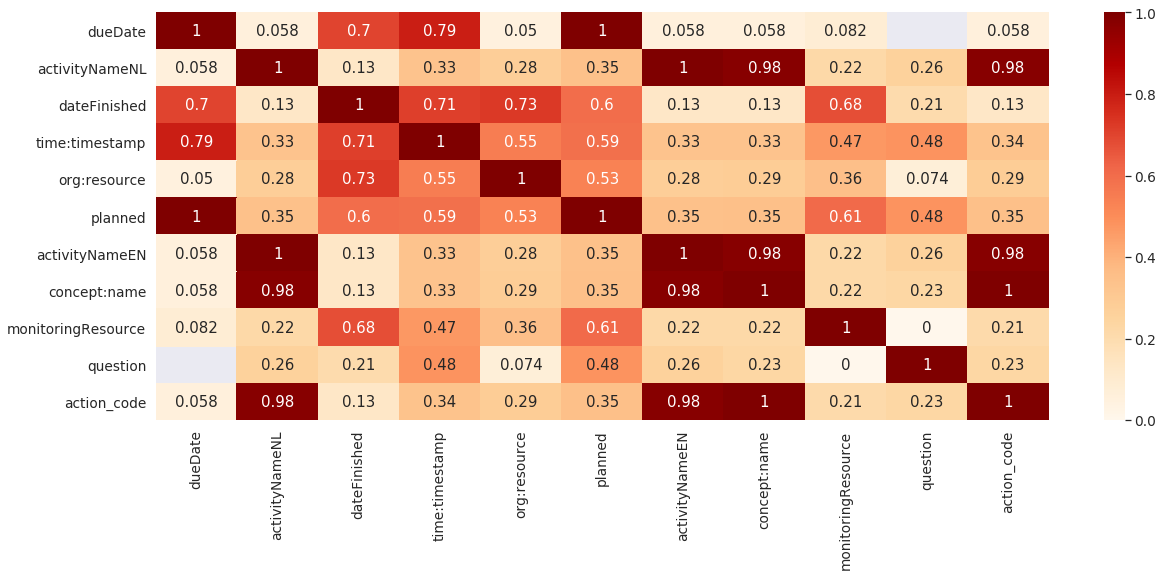 dueDate 1 0.058 0.7 0.79 0.05 1 0.058 0.058 0.082 0.058
activityNameNL 0.058 1 0.13 0.33 0.28 0.35 1 0.98 0.22 0.26 0.98
dateFinished 0.7 0.13 1 0.71 0.73 0.6 0.13 0.13 0.68 0.21 0.13
time:timestamp 0.79 0.33 0.71 1 0.55 0.59 0.33 0.33 0.47 0.48 0.34
org:resource 0.05 0.28 0.73 0.55 1 0.53 0.28 0.29 0.36 0.074 0.29
planned 1 0.35 0.6 0.59 0.53 1 0.35 0.35 0.61 0.48 0.35
activityNameEN 0.058 1 0.13 0.33 0.28 0.35 1 0.98 0.22 0.26 0.98
concept:name 0.058 0.98 0.13 0.33 0.29 0.35 0.98 1 0.22 0.23 1
monitoringResource 0.082 0.22 0.68 0.47 0.36 0.61 0.22 0.22 1 0 0.21
question 0.26 0.21 0.48 0.074 0.48 0.26 0.23 0 1 0.23
action_code 0.058 0.98 0.13 0.34 0.29 0.35 0.98 1 0.21 0.23 1
dueDate
activityNameNL
dateFinished
time:timestamp
org:resource
planned
activityNameEN
concept:name
monitoringResource
question
action_code
1.0
0.8
0.6
0.4
0.2
0.0